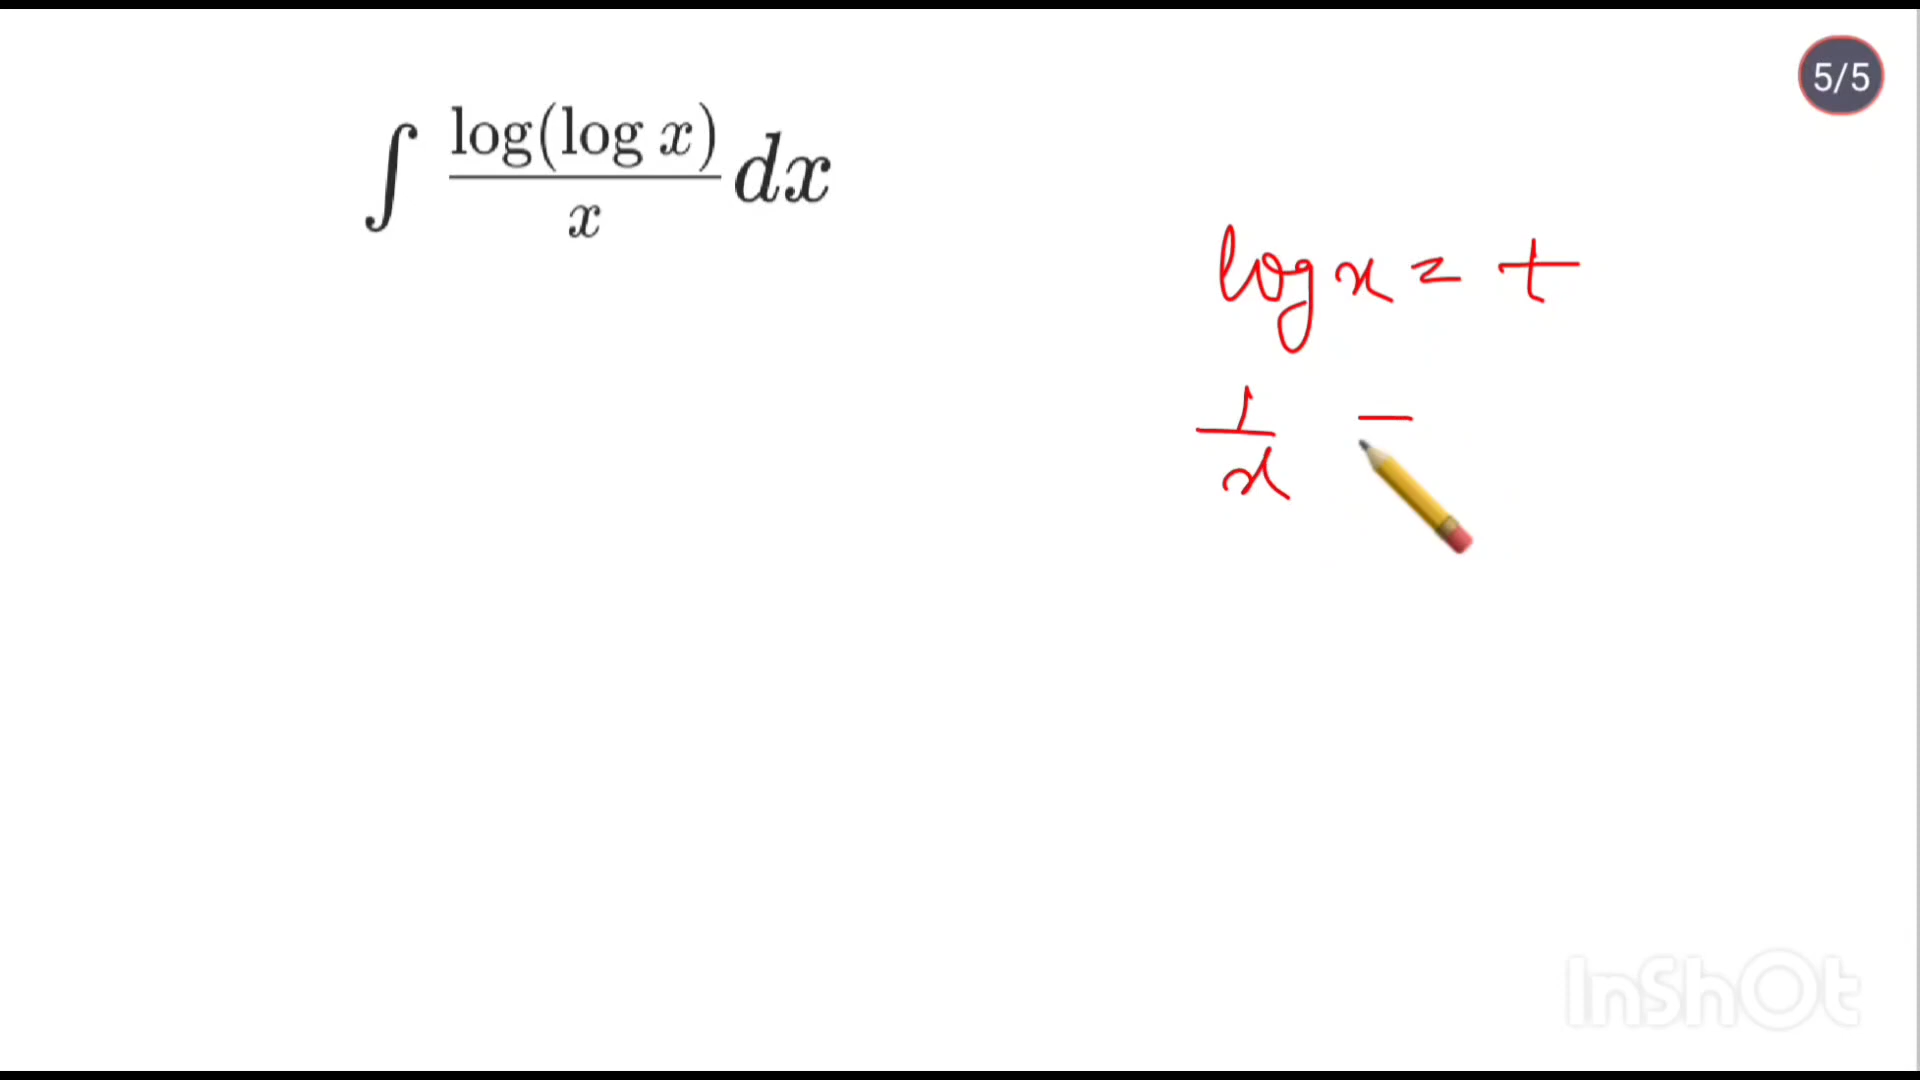 5/5
∫ log(log x)/x dx
log x = t
1/x =
InShOt